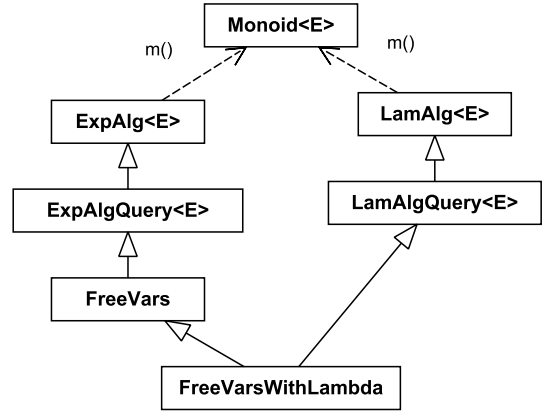 Monoid<E>
m()
m()
ExpAlg<E>
LamAlg<E>
ExpAlgQuery<E>
LamAlgQuery<E>
FreeVars
FreeVarsWithLambda